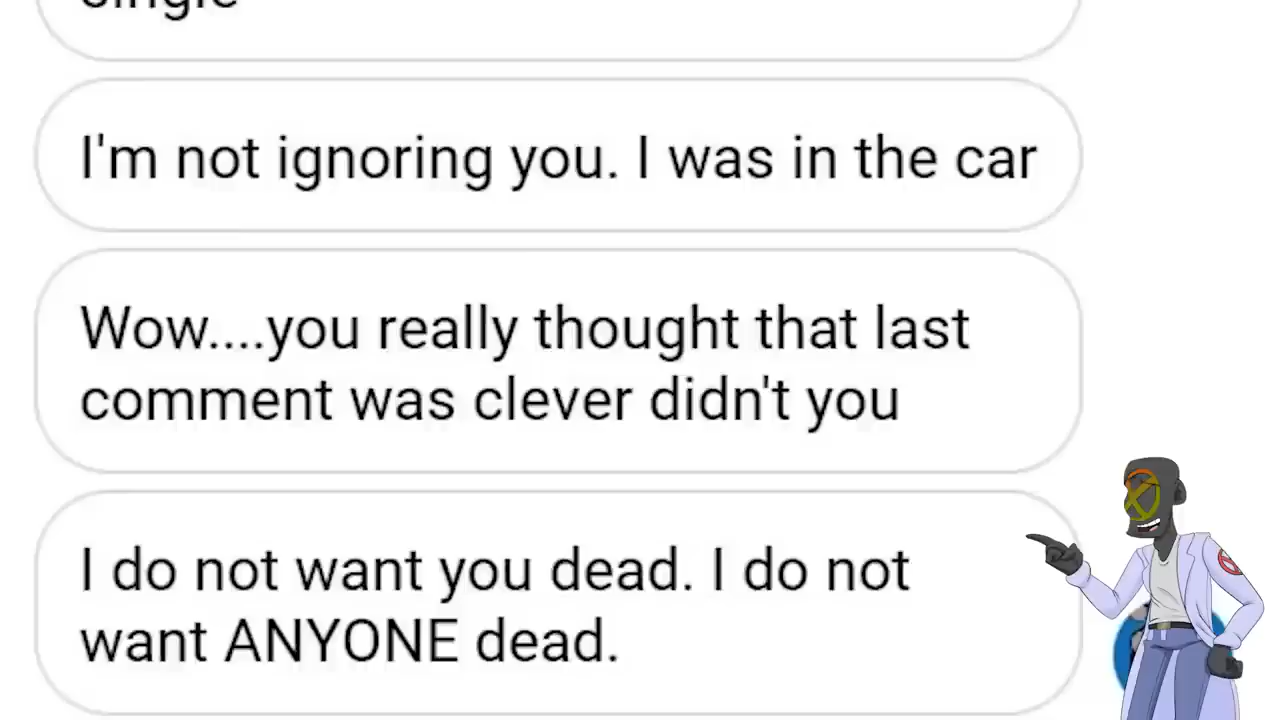 single
I'm not ignoring you. I was in the car
Wow....you really thought that last
comment was clever didn't you
I do not want you dead. I do not
want ANYONE dead.